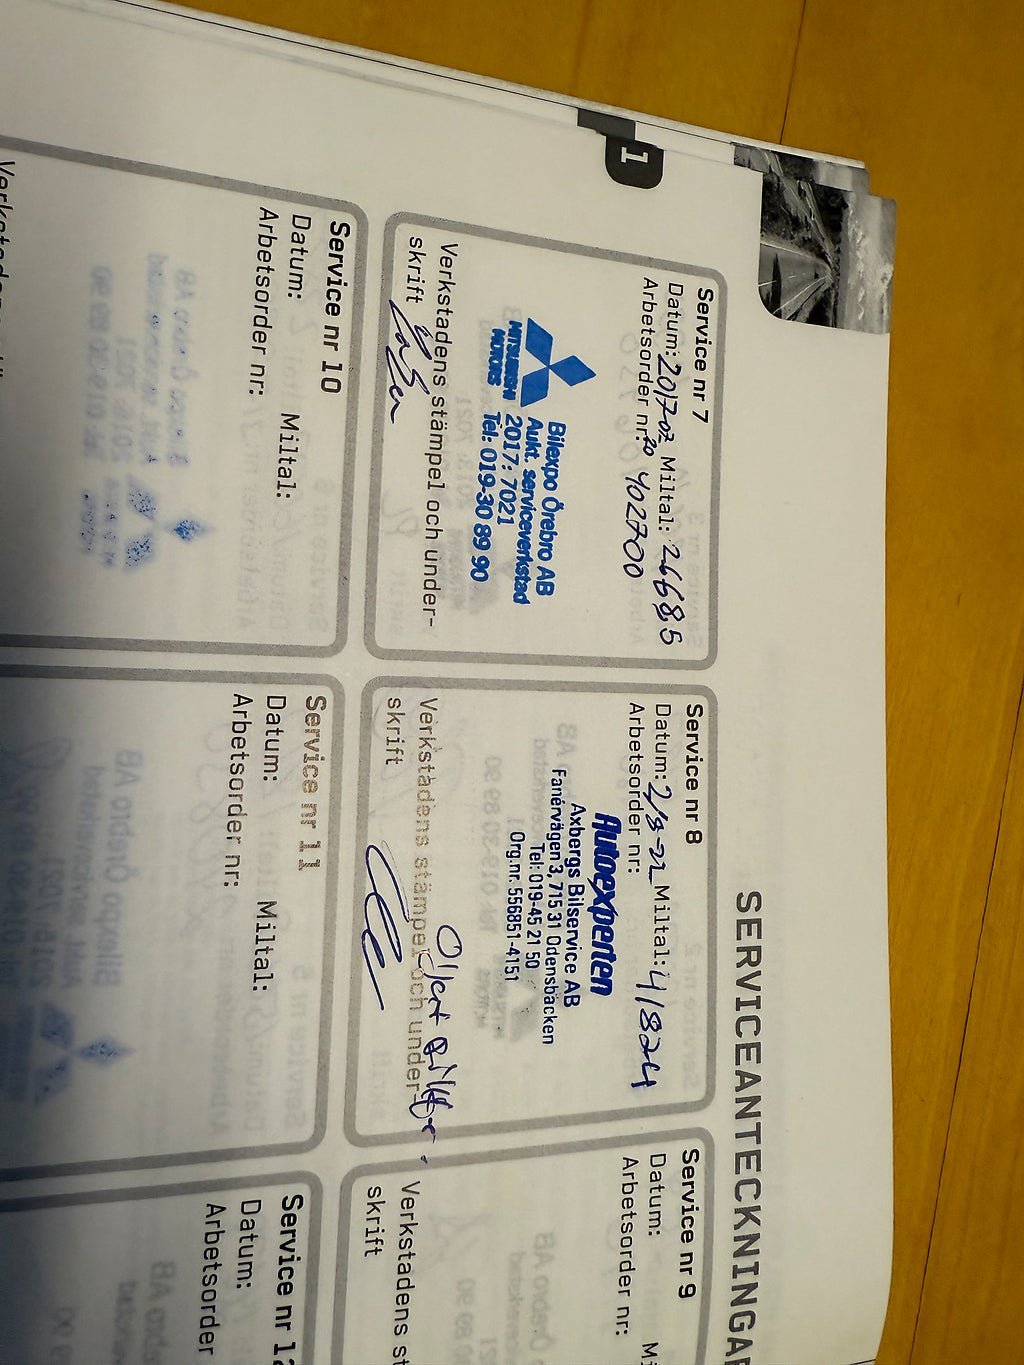 1
SERVICEANTECKNINGAR
Service nr 7
Datum: 2017-02-20 Miltal: 26685
Arbetsorder nr: 402700
MITSUBISHI
MOTORS
Bilexpo Örebro AB
Aukt. serviceverkstad
2017: 7021
Tel: 019-30 89 90
Verkstadens stämpel och under-
skrift
Service nr 8
Datum: 2/3-22 Miltal: 41824
Arbetsorder nr:
Autoexperten
Axbergs Bilservice AB
Fanérvägen 3, 715 31 Odensbacken
Tel: 019-45 21 50
Org.nr. 556851-4151
Verkstadens stämpel och under-
skrift
Service nr 9
Datum:
Arbetsorder nr:
Verkstadens
skrift
Service nr 10
Datum: Miltal:
Arbetsorder nr:
Service nr 11
Datum: Miltal:
Arbetsorder nr:
Service nr
Datum:
Arbetsorder